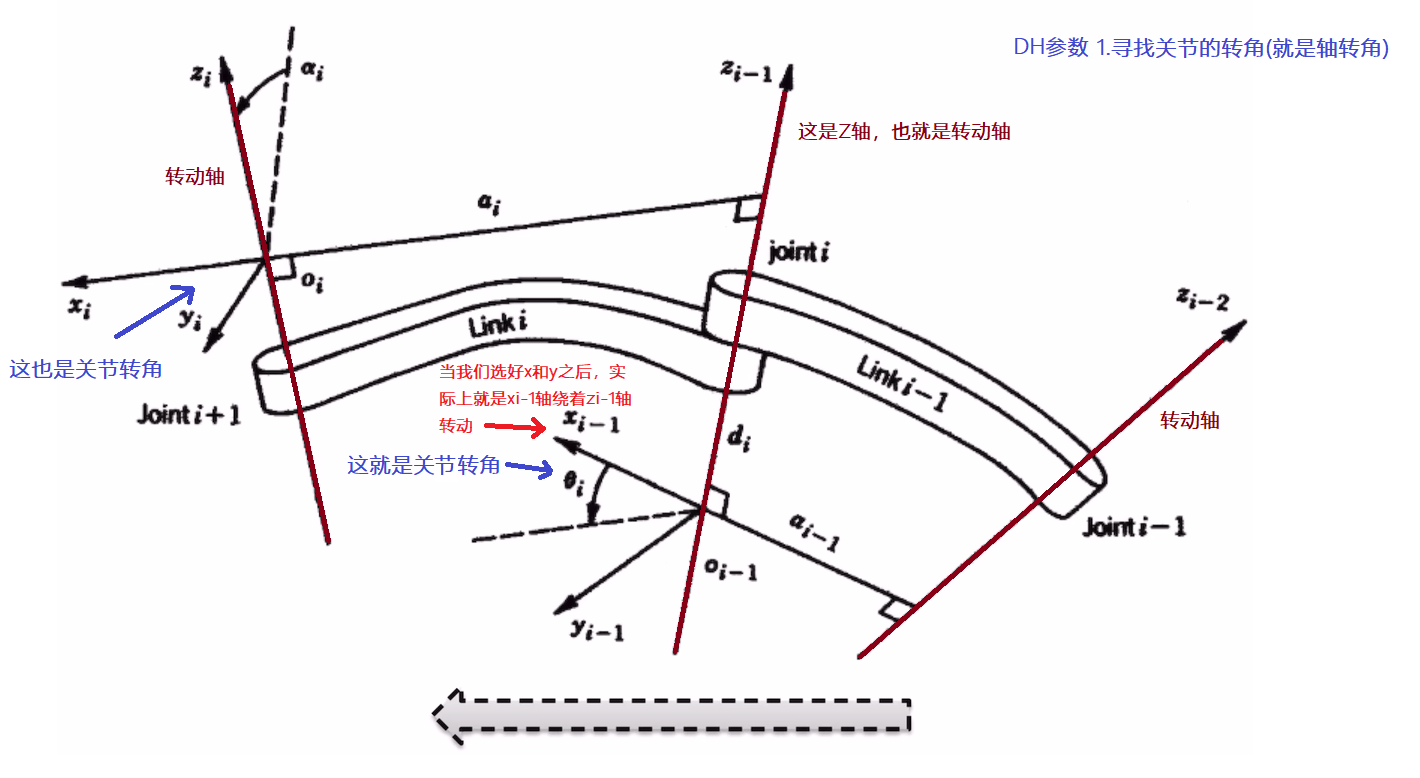 DH参数 1.寻找关节的转角(就是轴转角)
z_i
α_i
z_{i-1}
这是Z轴，也就是转动轴
转动轴
a_i
joint i
o_i
x_i
y_i
z_{i-2}
这也是关节转角
Link i
当我们选好x和y之后，实
际上就是xi-1轴绕着zi-1轴
转动
Link i-1
Joint i+1
x_{i-1}
转动轴
d_i
这就是关节转角
θ_i
a_{i-1}
Joint i-1
o_{i-1}
y_{i-1}